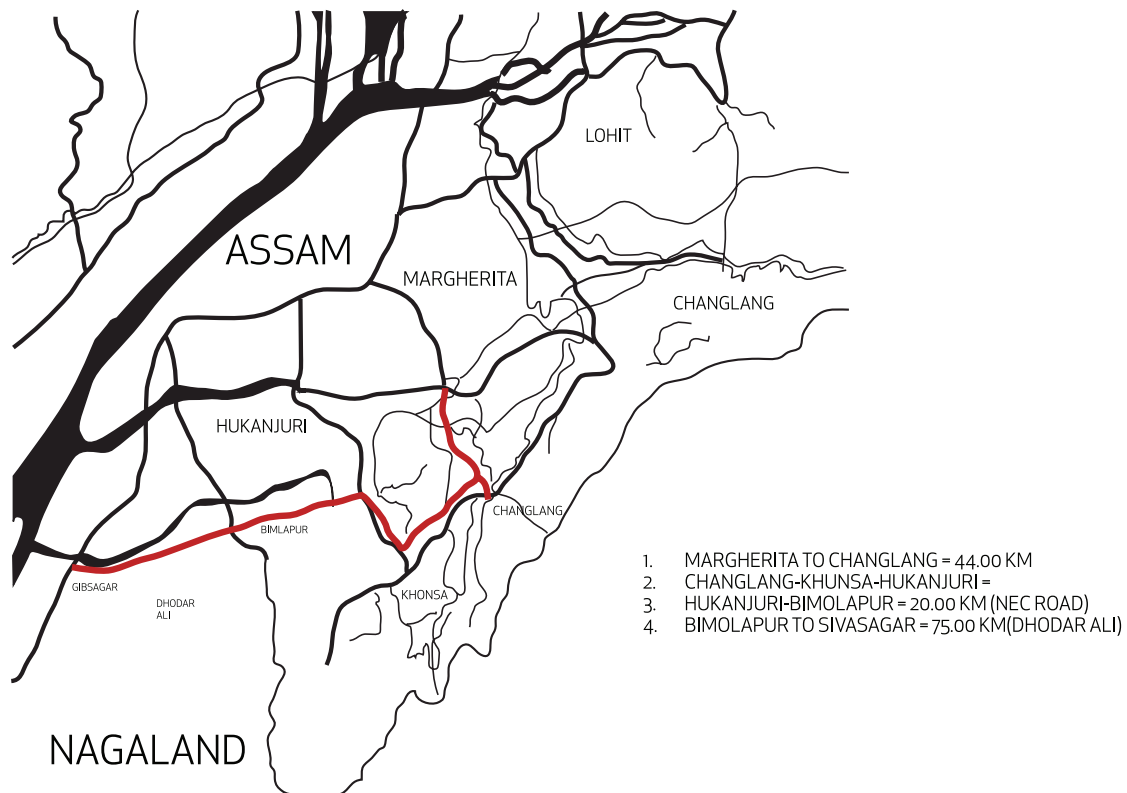 LOHIT
ASSAM
MARGHERITA
CHANGLANG
HUKANJURI
CHANGLANG
BIMLAPUR
GIBSAGAR
KHONSA
DHODAR
ALI
NAGALAND
1. MARGHERITA TO CHANGLANG = 44.00 KM
2. CHANGLANG-KHUNSA-HUKANJURI =
3. HUKANJURI-BIMOLAPUR = 20.00 KM (NEC ROAD)
4. BIMOLAPUR TO SIVASAGAR = 75.00 KM(DHODAR ALI)